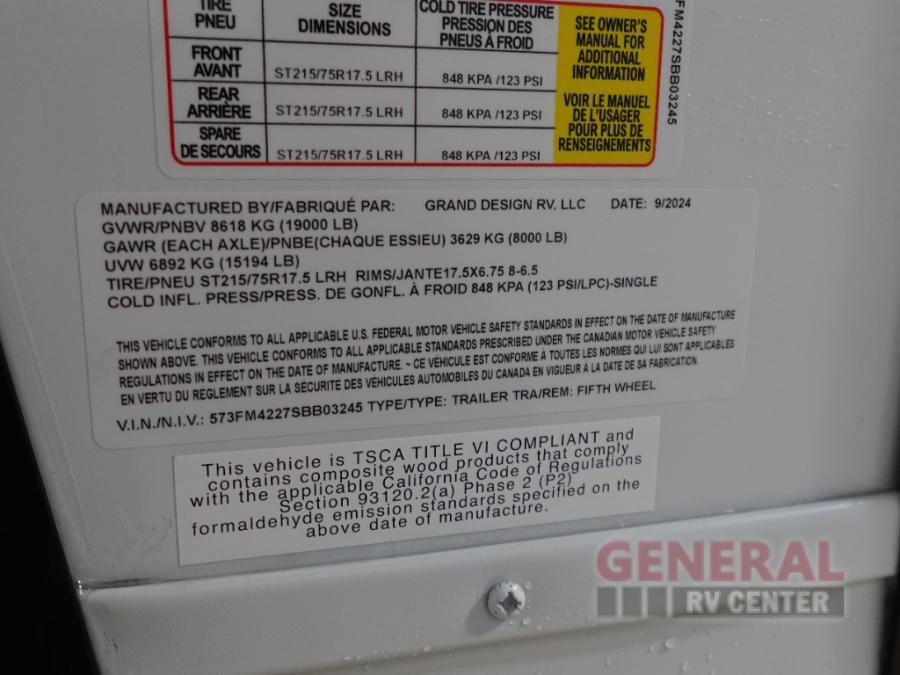 TIRE SIZE COLD TIRE PRESSURE
PNEU DIMENSIONS PRESSION DES
PNEUS À FROID
FRONT
AVANT ST215/75R17.5 LRH 848 KPA /123 PSI
REAR
ARRIÈRE ST215/75R17.5 LRH 848 KPA /123 PSI
SPARE
DE SECOURS ST215/75R17.5 LRH 848 KPA /123 PSI
SEE OWNER'S
MANUAL FOR
ADDITIONAL
INFORMATION
VOIR LE MANUEL
DE L'USAGER
POUR PLUS DE
RENSEIGNEMENTS
FM4227SBB03245
MANUFACTURED BY/FABRIQUÉ PAR: GRAND DESIGN RV, LLC DATE: 9/2024
GVWR/PNBV 8618 KG (19000 LB)
GAWR (EACH AXLE)/PNBE(CHAQUE ESSIEU) 3629 KG (8000 LB)
UVW 6892 KG (15194 LB)
TIRE/PNEU ST215/75R17.5 LRH RIMS/JANTE17.5X6.75 8-6.5
COLD INFL. PRESS/PRESS. DE GONFL. À FROID 848 KPA (123 PSI/LPC)-SINGLE
THIS VEHICLE CONFORMS TO ALL APPLICABLE U.S. FEDERAL MOTOR VEHICLE SAFETY STANDARDS IN EFFECT ON THE DATE OF MANUFACTURE
SHOWN ABOVE. THIS VEHICLE CONFORMS TO ALL APPLICABLE STANDARDS PRESCRIBED UNDER THE CANADIAN MOTOR VEHICLE SAFETY
REGULATIONS IN EFFECT ON THE DATE OF MANUFACTURE. - CE VÉHICULE EST CONFORME À TOUTES LES NORMES QUI LUI SONT APPLICABLES
EN VERTU DU RÈGLEMENT SUR LA SÉCURITÉ DES VÉHICULES AUTOMOBILES DU CANADA EN VIGUEUR À LA DATE DE SA FABRICATION.
V.I.N./N.I.V.: 573FM4227SBB03245 TYPE/TYPE: TRAILER TRA/REM: FIFTH WHEEL
This vehicle is TSCA TITLE VI COMPLIANT and
contains composite wood products that comply
with the applicable California Code of Regulations
Section 93120.2(a) Phase 2 (P2)
formaldehyde emission standards specified on the
above date of manufacture.
GENERAL
RV CENTER